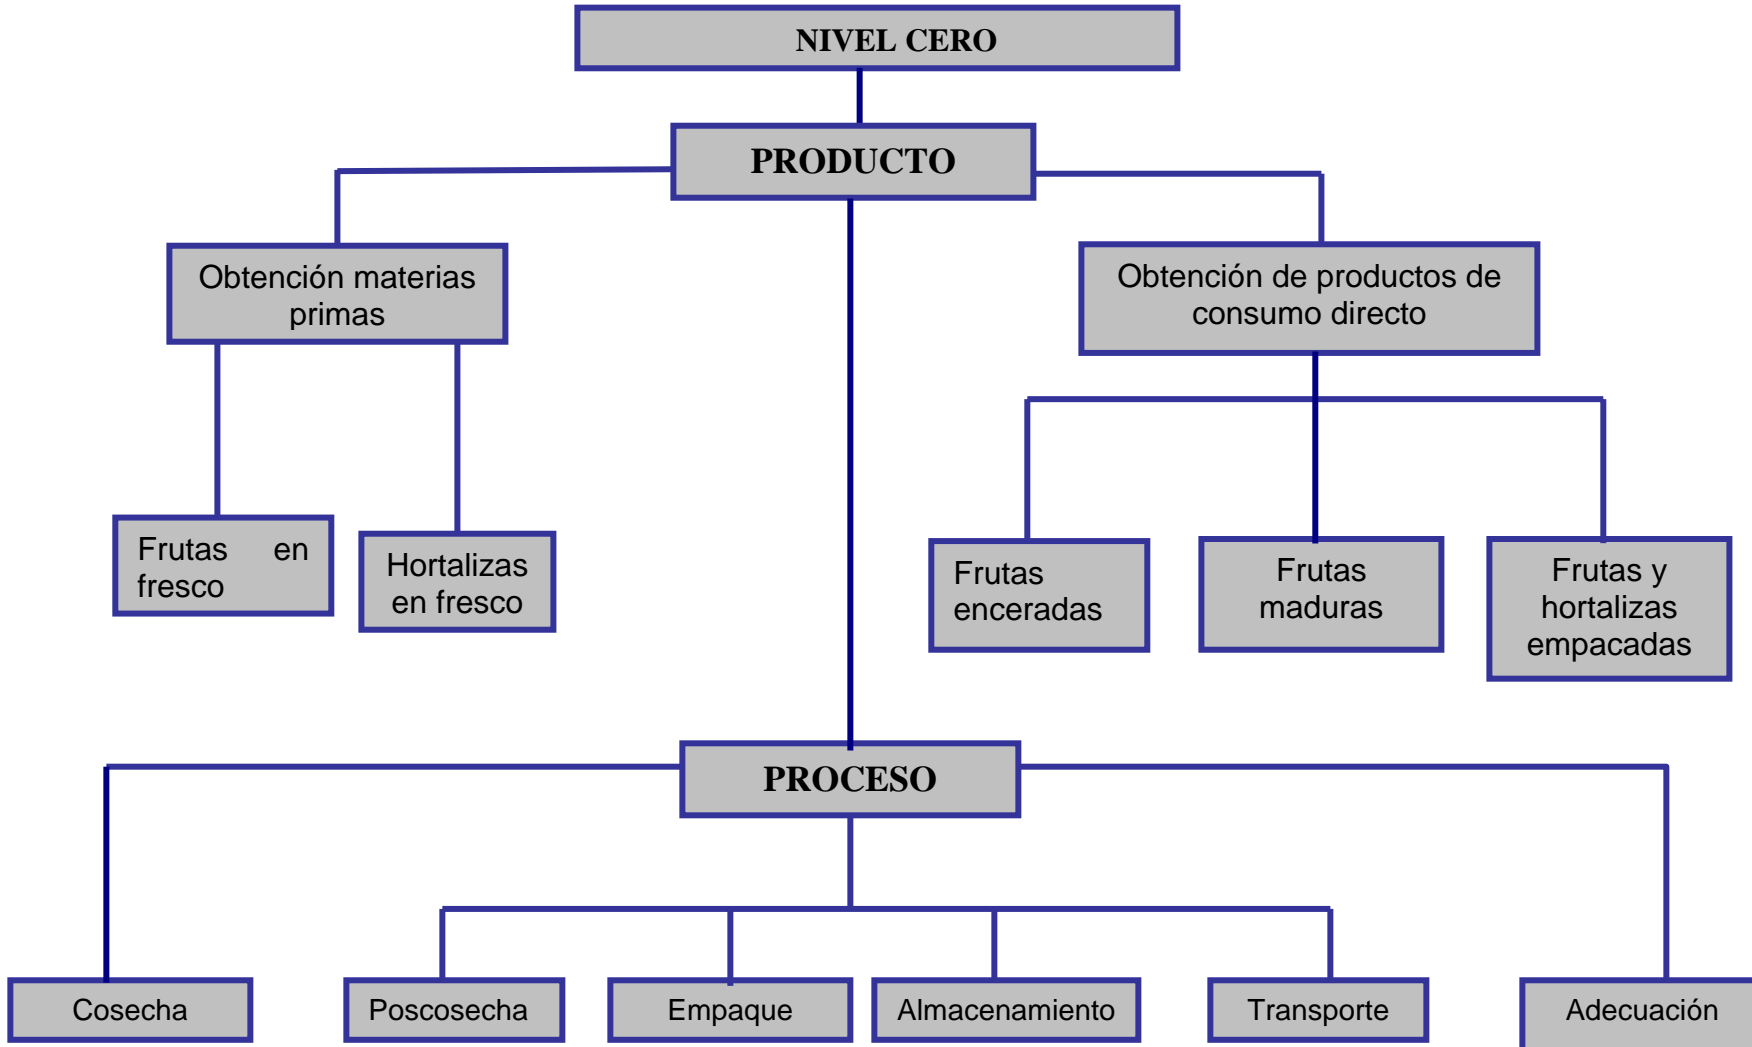 NIVEL CERO
PRODUCTO
Obtención materias
primas
Obtención de productos de
consumo directo
Frutas en
fresco
Hortalizas
en fresco
Frutas
enceradas
Frutas
maduras
Frutas y
hortalizas
empacadas
PROCESO
Cosecha
Poscosecha
Empaque
Almacenamiento
Transporte
Adecuación